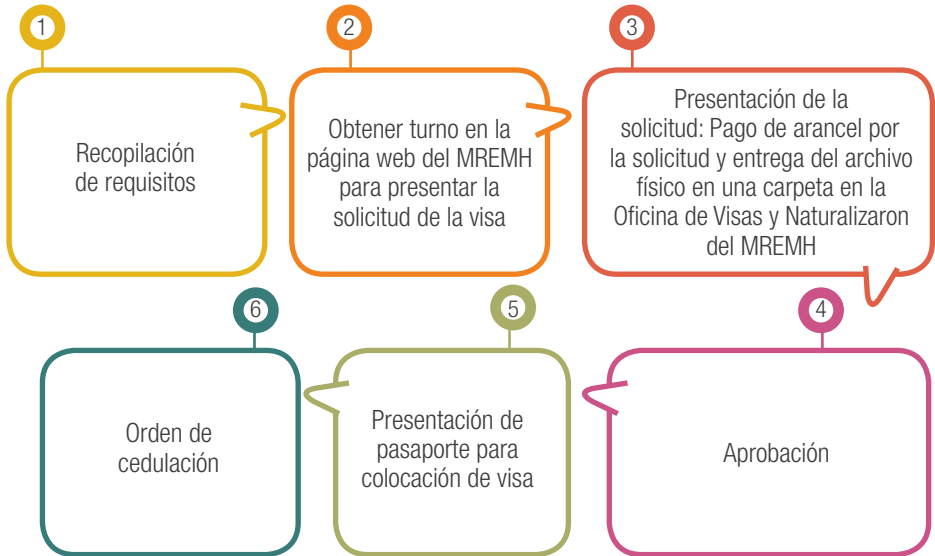 1
Recopilación
de requisitos
2
Obtener turno en la
página web del MREMH
para presentar la
solicitud de la visa
3
Presentación de la
solicitud: Pago de arancel por
la solicitud y entrega del archivo
físico en una carpeta en la
Oficina de Visas y Naturalizaron
del MREMH
4
Aprobación
5
Presentación de
pasaporte para
colocación de visa
6
Orden de
cedulación